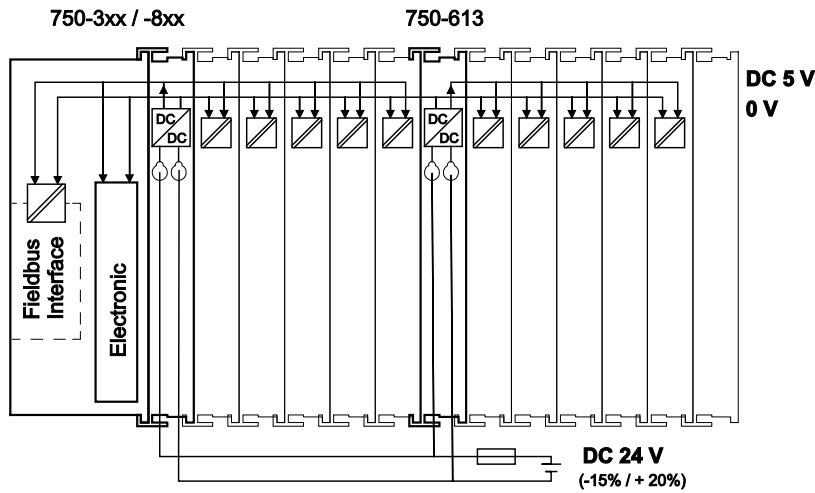 750-3xx / -8xx
750-613
DC 5 V
0 V
DC
DC
DC
DC
Fieldbus
Interface
Electronic
DC 24 V
(-15% / + 20%)